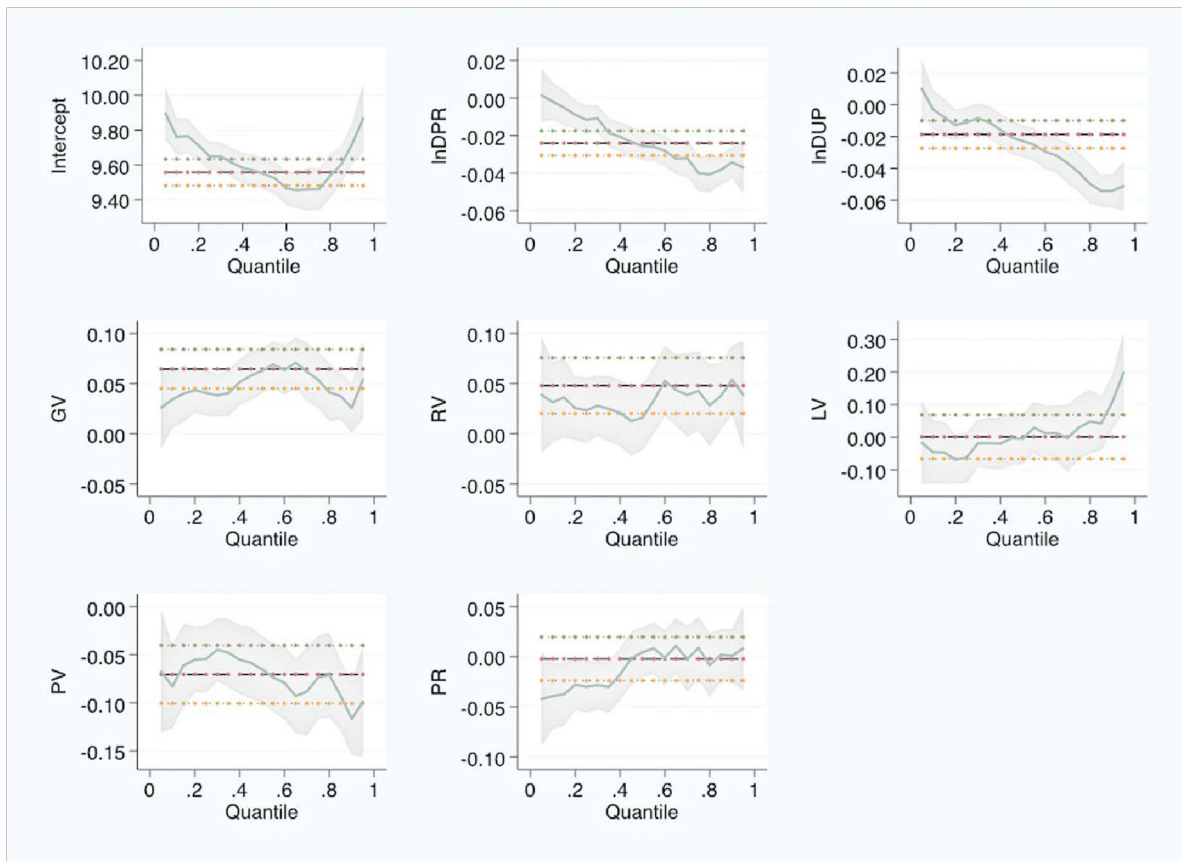 Intercept
10.20
10.00
9.80
9.60
9.40
0 .2 .4 .6 .8 1
Quantile
lnDPR
0.02
0.00
-0.02
-0.04
-0.06
0 .2 .4 .6 .8 1
Quantile
lnDUP
0.02
0.00
-0.02
-0.04
-0.06
0 .2 .4 .6 .8 1
Quantile
GV
0.10
0.05
0.00
-0.05
0 .2 .4 .6 .8 1
Quantile
RV
0.10
0.05
0.00
-0.05
0 .2 .4 .6 .8 1
Quantile
LV
0.30
0.20
0.10
0.00
-0.10
0 .2 .4 .6 .8 1
Quantile
PV
0.00
-0.05
-0.10
-0.15
0 .2 .4 .6 .8 1
Quantile
PR
0.05
0.00
-0.05
-0.10
0 .2 .4 .6 .8 1
Quantile